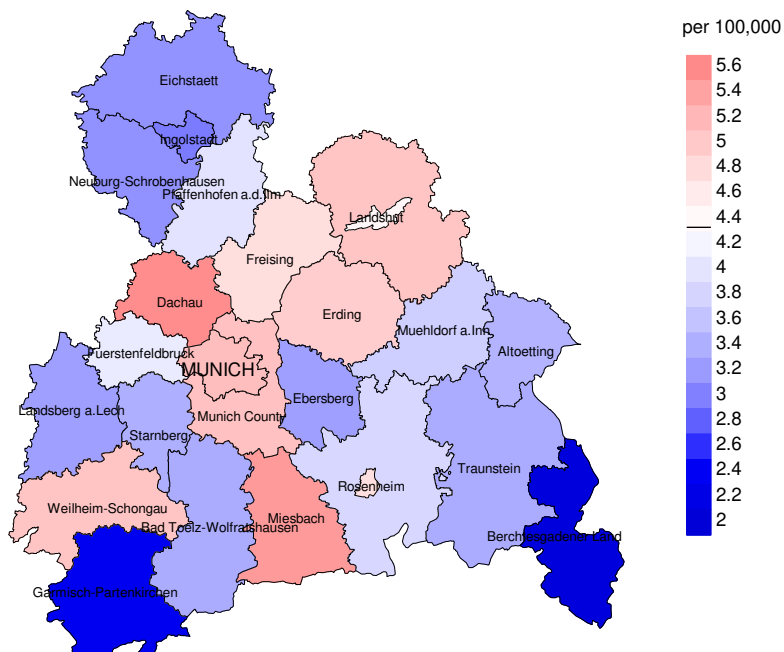 per 100,000
5.6
5.4
5.2
5
4.8
4.6
4.4
4.2
4
3.8
3.6
3.4
3.2
3
2.8
2.6
2.4
2.2
2
Eichstaett
Ingolstadt
Neuburg-Schrobenhausen
Pfaffenhofen a.d.Ilm
Landshut
Freising
Dachau
Erding
Muehldorf a.Inn
Altoetting
Fuerstenfeldbruck
MUNICH
Ebersberg
Landsberg a.Lech
Munich County
Starnberg
Traunstein
Rosenheim
Weilheim-Schongau
Miesbach
Bad Toelz-Wolfratshausen
Berchtesgadener Land
Garmisch-Partenkirchen